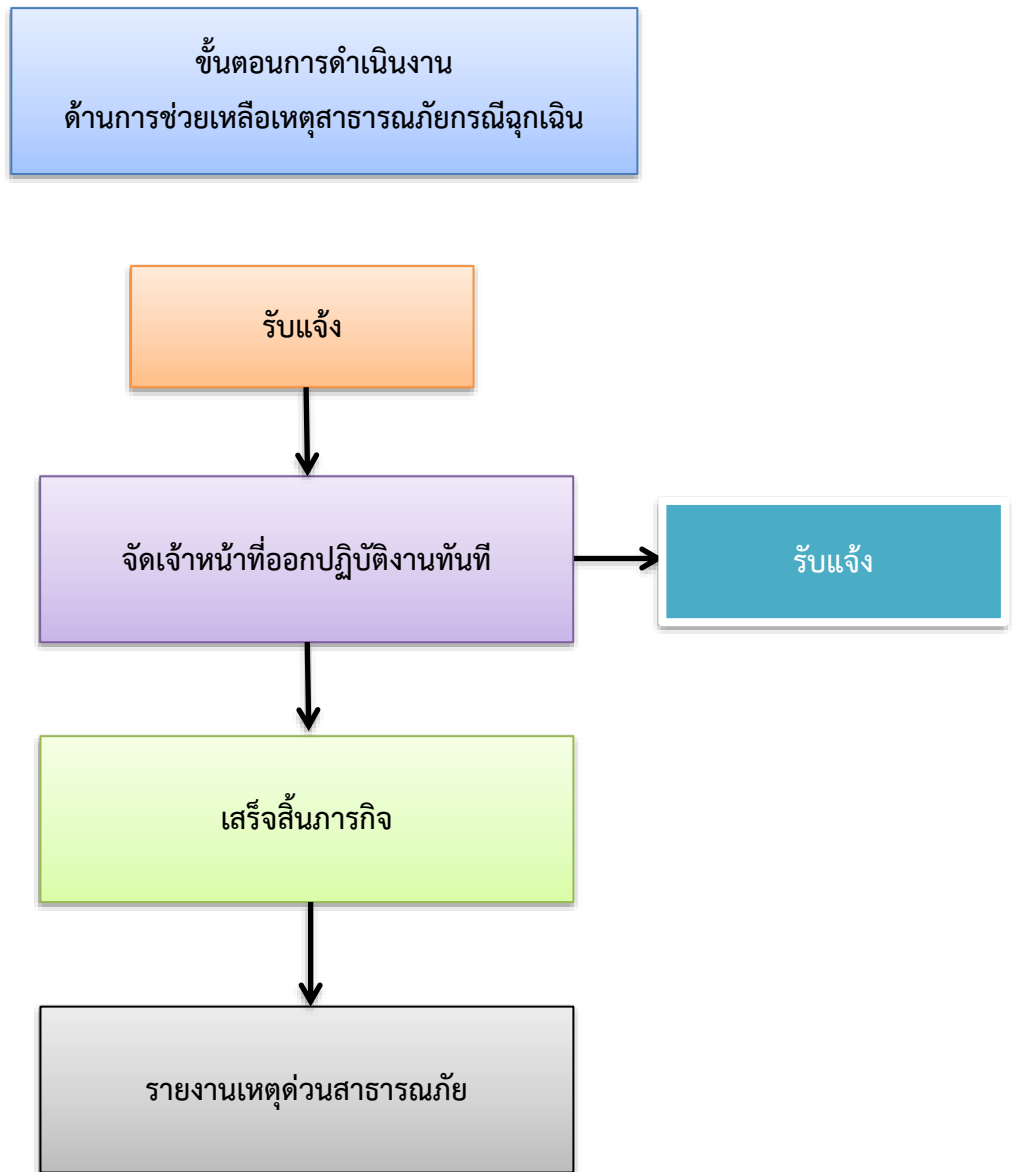 ขั้นตอนการดำเนินงาน
ด้านการช่วยเหลือเหตุสาธารณภัยกรณีฉุกเฉิน
รับแจ้ง
จัดเจ้าหน้าที่ออกปฏิบัติงานทันที
รับแจ้ง
เสร็จสิ้นภารกิจ
รายงานเหตุด่วนสาธารณภัย